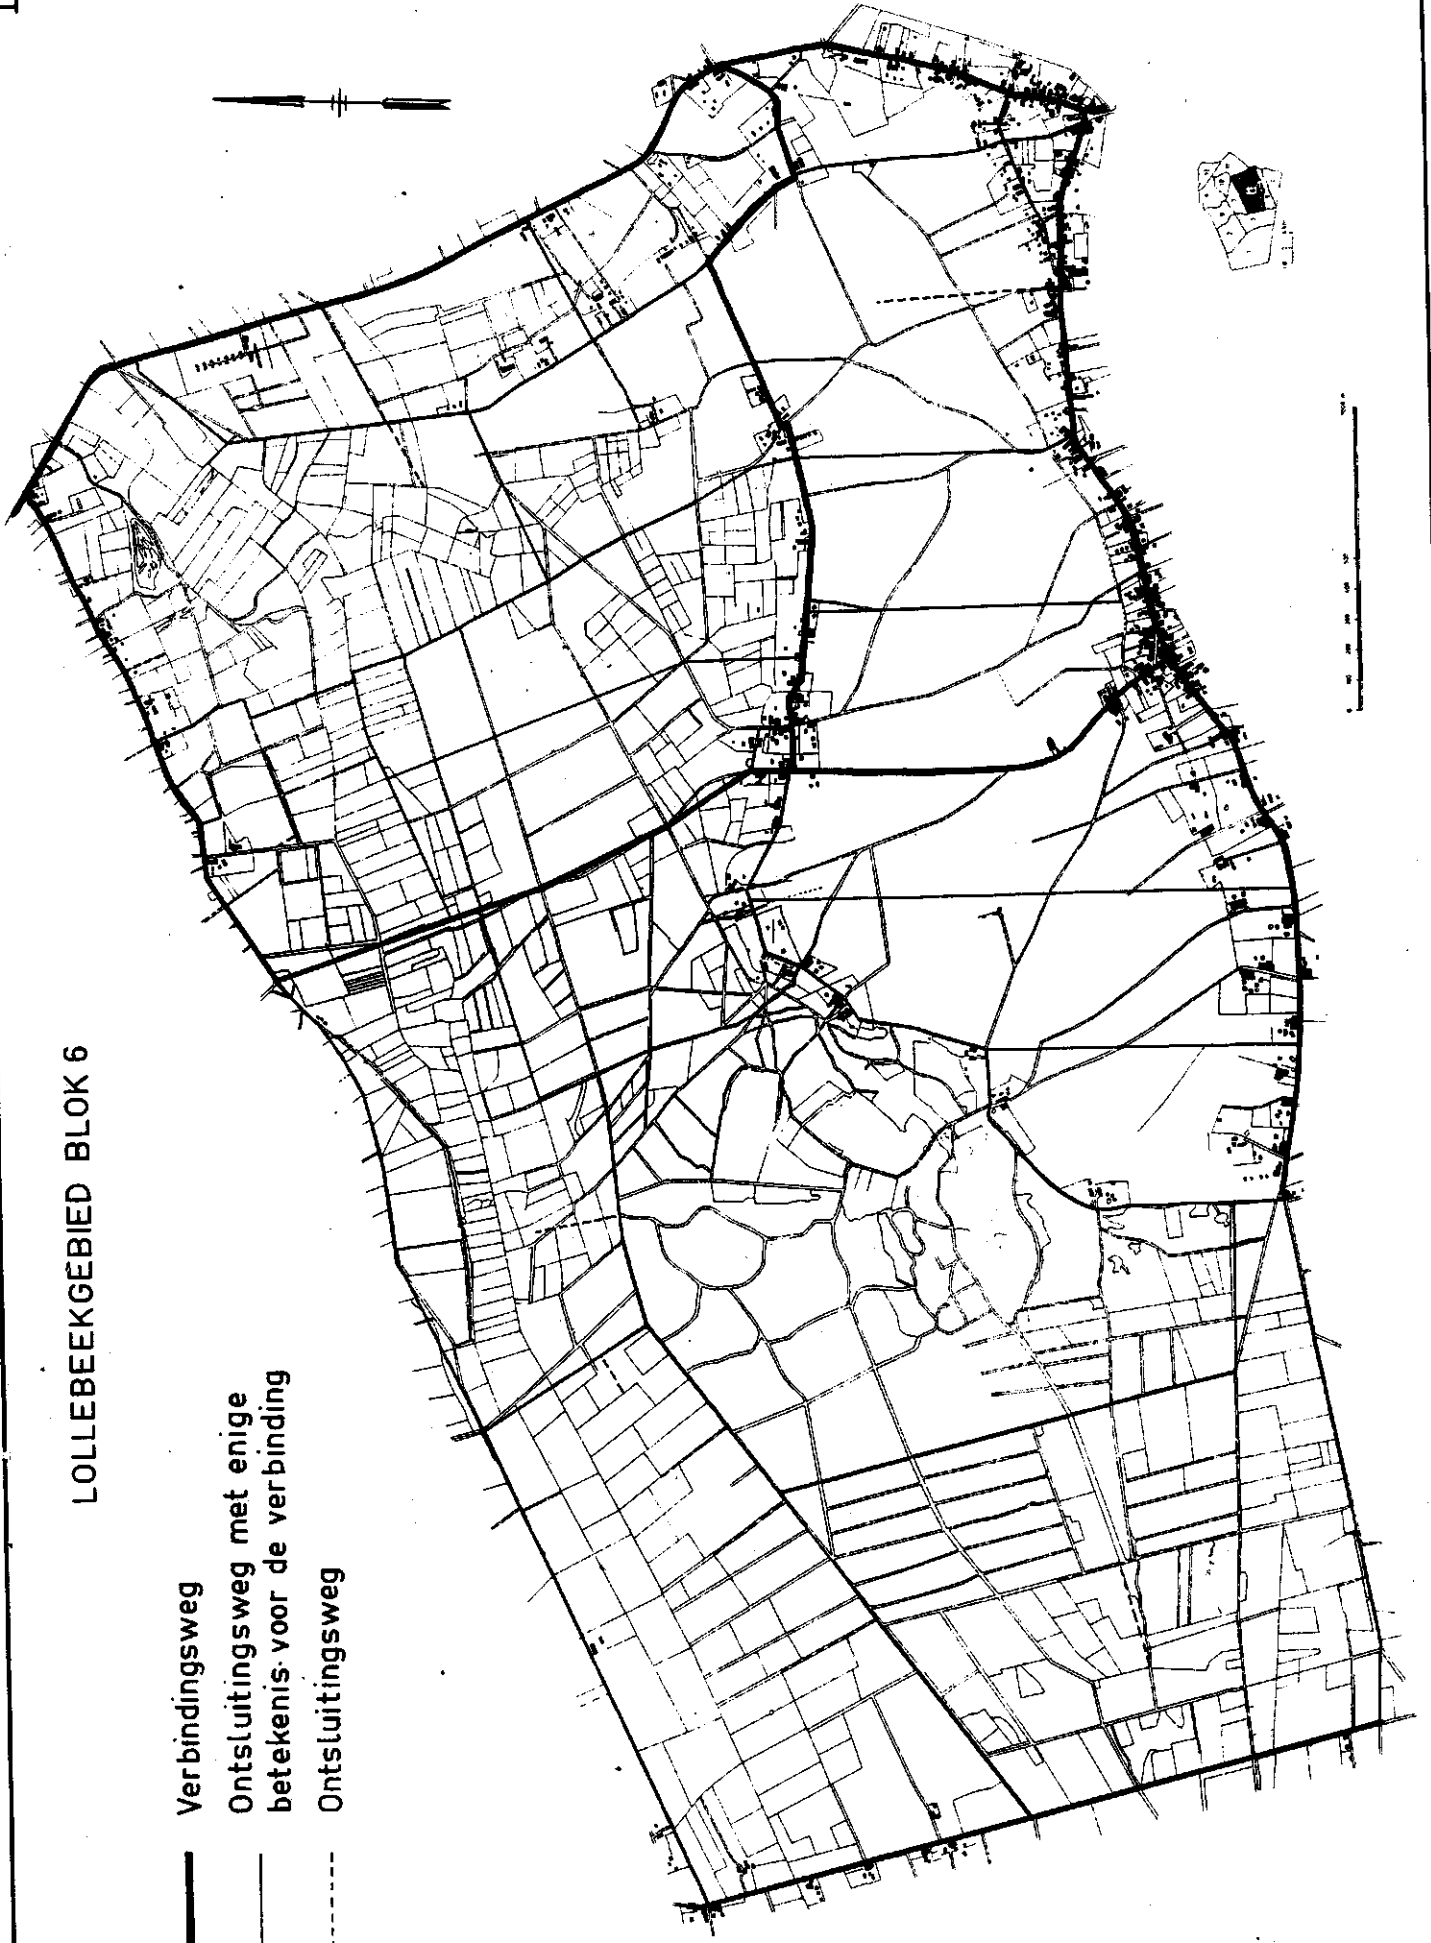 LOLLEBEEKGEBIED BLOK 6
Verbindingsweg
Ontsluitingsweg met enige
betekenis voor de verbinding
Ontsluitingsweg